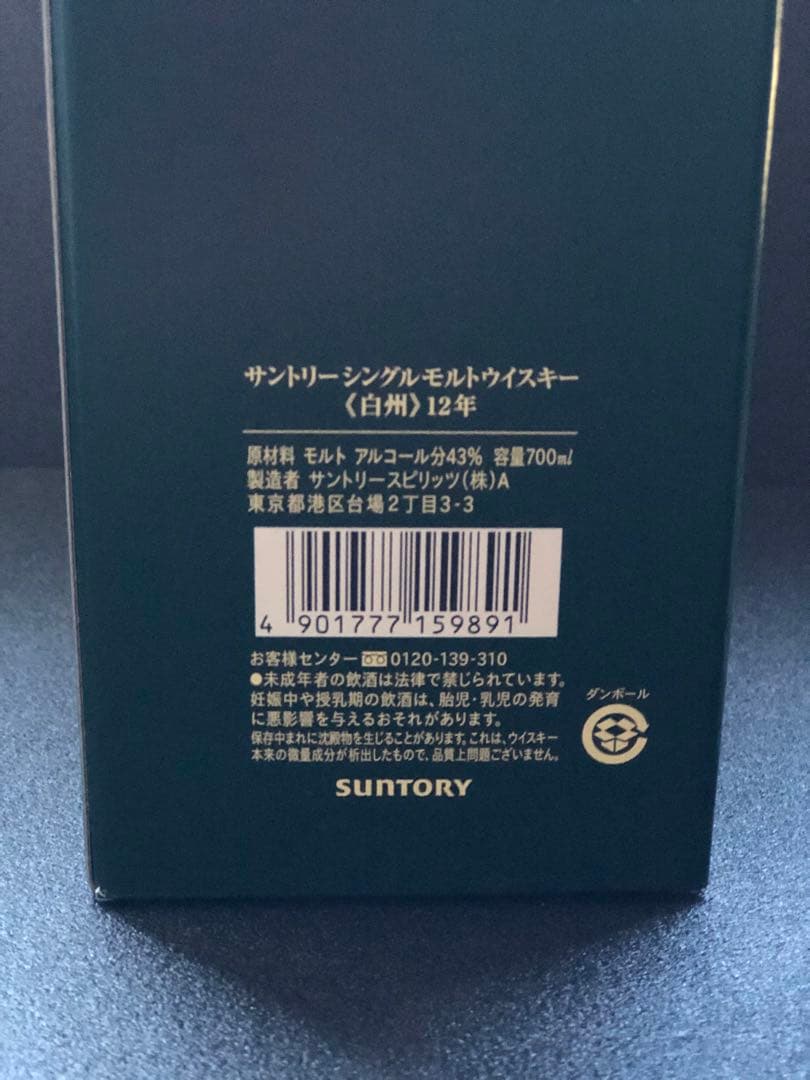 サントリーシングルモルトウイスキー
《白州》12年
原材料 モルト アルコール分43% 容量700ml
製造者 サントリースピリッツ(株)A
東京都港区台場2丁目3-3
4 901777 159891
お客様センター 0120-139-310
●未成年者の飲酒は法律で禁じられています。
妊娠中や授乳期の飲酒は、胎児・乳児の発育
に悪影響を与えるおそれがあります。
保存中まれに沈殿物を生じることがあります。これは、ウイスキー
本来の微量成分が析出したもので、品質上問題ございません。
ダンボール
SUNTORY